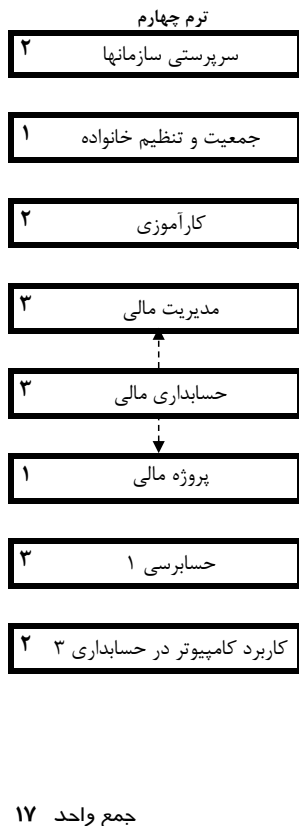 ترم چهارم
سرپرستی سازمانها ۲
جمعیت و تنظیم خانواده ۱
کارآموزی ۲
مدیریت مالی ۳
حسابداری مالی ۳
پروژه مالی ۱
حسابرسی ۱ ۳
کاربرد کامپیوتر در حسابداری ۳ ۲
جمع واحد ۱۷